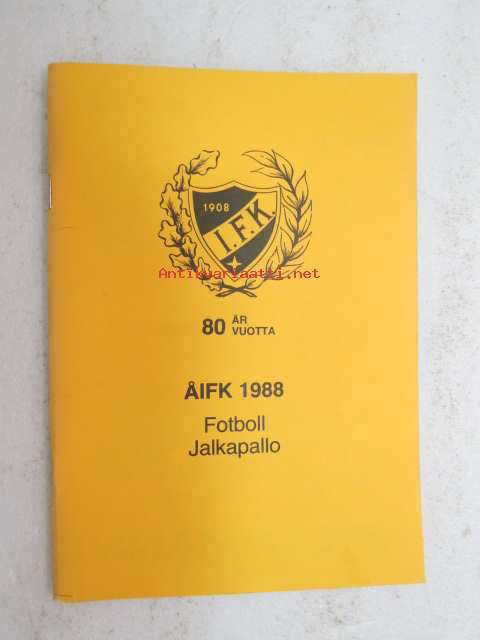 1908
I.F.K
Antikvariaatti.net
80 ÅR VUOTTA
ÅIFK 1988
Fotboll
Jalkapallo